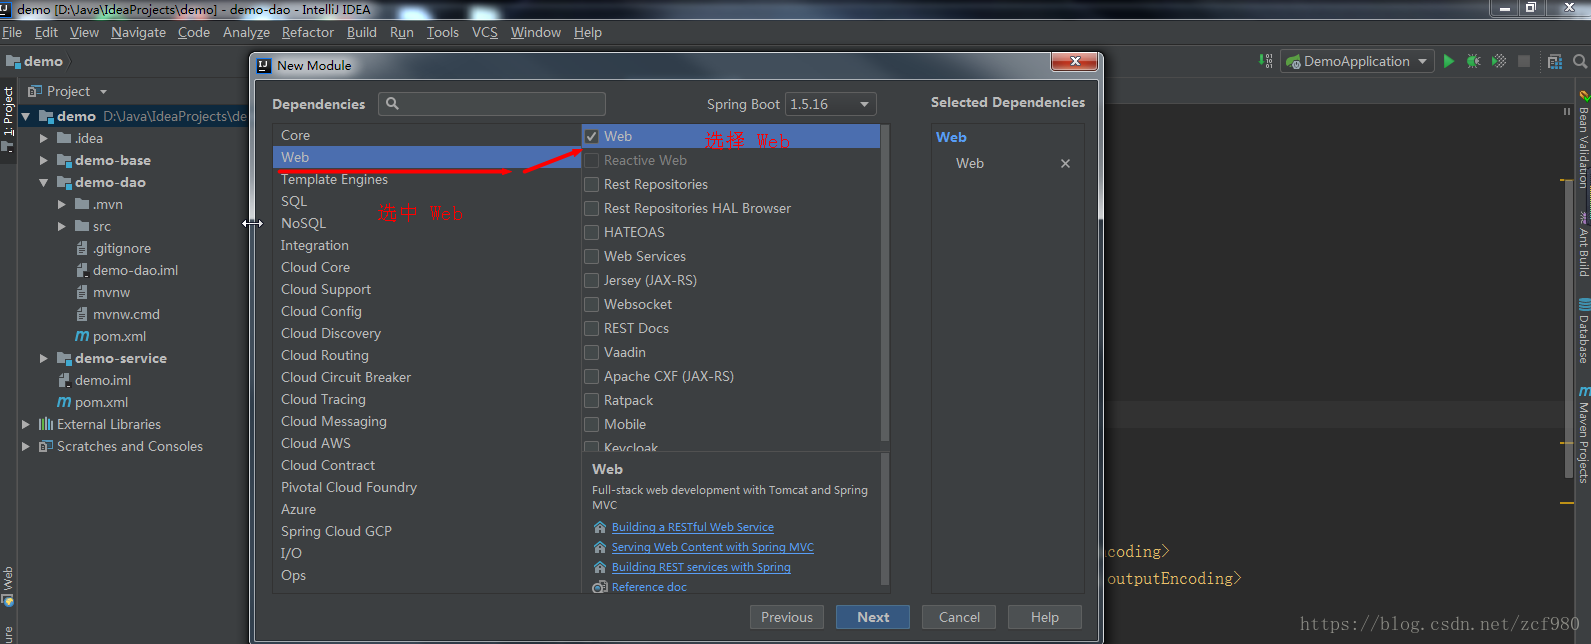 demo [D:\Java\IdeaProjects\demo] - demo-dao - IntelliJ IDEA
File Edit View Navigate Code Analyze Refactor Build Run Tools VCS Window Help
demo
DemoApplication
New Module
1: Project
Project
demo D:\Java\IdeaProjects\de
.idea
demo-base
demo-dao
.mvn
src
.gitignore
demo-dao.iml
mvnw
mvnw.cmd
pom.xml
demo-service
demo.iml
pom.xml
External Libraries
Scratches and Consoles
Web
Dependencies
Spring Boot 1.5.16
Core
Web
Template Engines
SQL
NoSQL
Integration
Cloud Core
Cloud Support
Cloud Config
Cloud Discovery
Cloud Routing
Cloud Circuit Breaker
Cloud Tracing
Cloud Messaging
Cloud AWS
Cloud Contract
Pivotal Cloud Foundry
Azure
Spring Cloud GCP
I/O
Ops
选中 Web
Web
选择 Web
Reactive Web
Rest Repositories
Rest Repositories HAL Browser
HATEOAS
Web Services
Jersey (JAX-RS)
Websocket
REST Docs
Vaadin
Apache CXF (JAX-RS)
Ratpack
Mobile
Keycloak
Web
Full-stack web development with Tomcat and Spring
MVC
Building a RESTful Web Service
Serving Web Content with Spring MVC
Building REST services with Spring
Reference doc
Selected Dependencies
Web
Web
Previous Next Cancel Help
coding>
outputEncoding>
Bean Validation
Ant Build
Database
Maven Projects
https://blog.csdn.net/zcf980